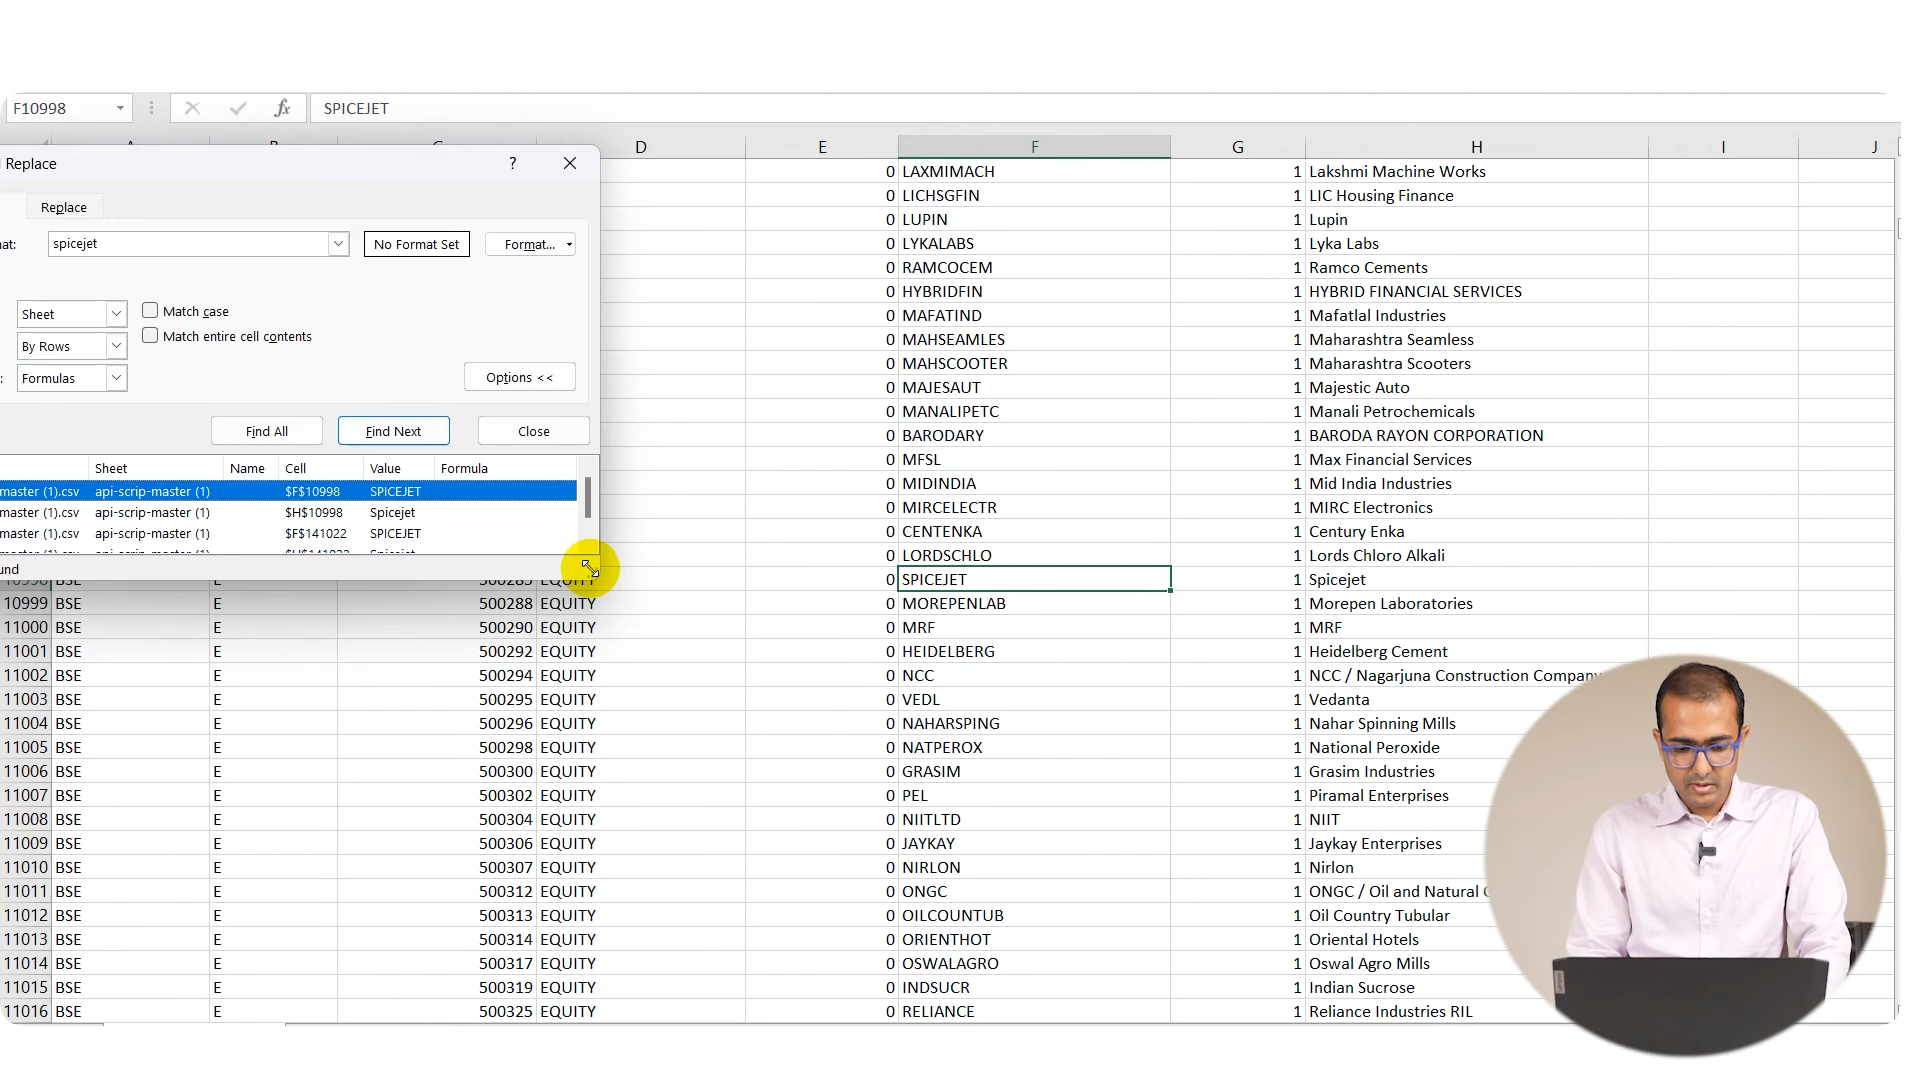 F10998 fx SPICEJET
A B C D E F G H I J
Replace ?
Replace
at: spicejet No Format Set Format...
Sheet Match case
By Rows Match entire cell contents
: Formulas
Options <<
Find All Find Next Close
Sheet Name Cell Value Formula
master (1).csv api-scrip-master (1) $F$10998 SPICEJET
master (1).csv api-scrip-master (1) $H$10998 Spicejet
master (1).csv api-scrip-master (1) $F$141022 SPICEJET
und
0 LAXMIMACH 1 Lakshmi Machine Works
0 LICHSGFIN 1 LIC Housing Finance
0 LUPIN 1 Lupin
0 LYKALABS 1 Lyka Labs
0 RAMCOCEM 1 Ramco Cements
0 HYBRIDFIN 1 HYBRID FINANCIAL SERVICES
0 MAFATIND 1 Mafatlal Industries
0 MAHSEAMLES 1 Maharashtra Seamless
0 MAHSCOOTER 1 Maharashtra Scooters
0 MAJESAUT 1 Majestic Auto
0 MANALIPETC 1 Manali Petrochemicals
0 BARODARY 1 BARODA RAYON CORPORATION
0 MFSL 1 Max Financial Services
0 MIDINDIA 1 Mid India Industries
0 MIRCELECTR 1 MIRC Electronics
0 CENTENKA 1 Century Enka
0 LORDSCHLO 1 Lords Chloro Alkali
10998 BSE E 500285 EQUITY 0 SPICEJET 1 Spicejet
10999 BSE E 500288 EQUITY 0 MOREPENLAB 1 Morepen Laboratories
11000 BSE E 500290 EQUITY 0 MRF 1 MRF
11001 BSE E 500292 EQUITY 0 HEIDELBERG 1 Heidelberg Cement
11002 BSE E 500294 EQUITY 0 NCC 1 NCC / Nagarjuna Construction Company
11003 BSE E 500295 EQUITY 0 VEDL 1 Vedanta
11004 BSE E 500296 EQUITY 0 NAHARSPING 1 Nahar Spinning Mills
11005 BSE E 500298 EQUITY 0 NATPEROX 1 National Peroxide
11006 BSE E 500300 EQUITY 0 GRASIM 1 Grasim Industries
11007 BSE E 500302 EQUITY 0 PEL 1 Piramal Enterprises
11008 BSE E 500304 EQUITY 0 NIITLTD 1 NIIT
11009 BSE E 500306 EQUITY 0 JAYKAY 1 Jaykay Enterprises
11010 BSE E 500307 EQUITY 0 NIRLON 1 Nirlon
11011 BSE E 500312 EQUITY 0 ONGC 1 ONGC / Oil and Natural
11012 BSE E 500313 EQUITY 0 OILCOUNTUB 1 Oil Country Tubular
11013 BSE E 500314 EQUITY 0 ORIENTHOT 1 Oriental Hotels
11014 BSE E 500317 EQUITY 0 OSWALAGRO 1 Oswal Agro Mills
11015 BSE E 500319 EQUITY 0 INDSUCR 1 Indian Sucrose
11016 BSE E 500325 EQUITY 0 RELIANCE 1 Reliance Industries RIL